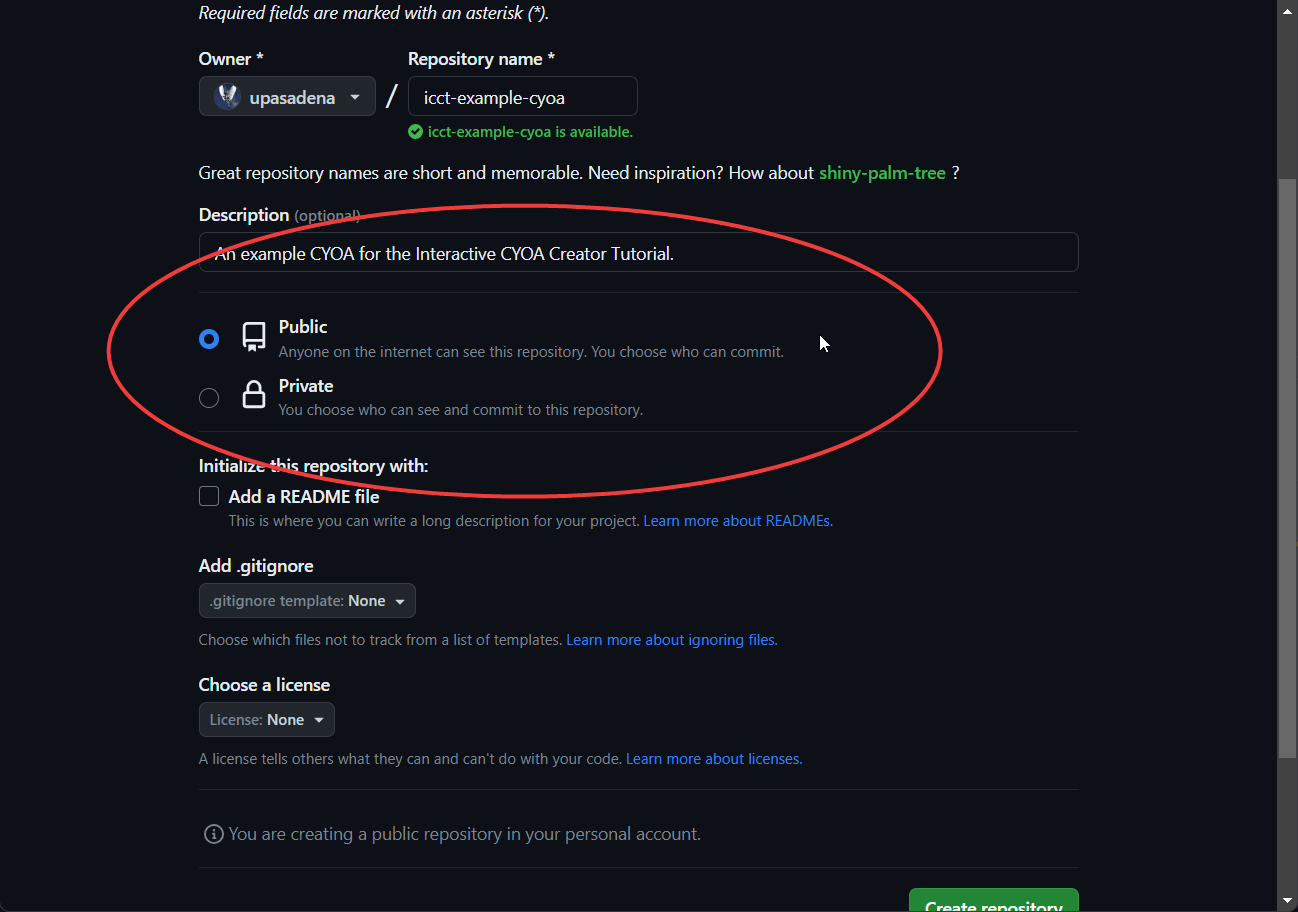 Required fields are marked with an asterisk (*).
Owner *
Repository name *
upasadena
/
icct-example-cyoa
icct-example-cyoa is available.
Great repository names are short and memorable. Need inspiration? How about shiny-palm-tree ?
Description (optional)
An example CYOA for the Interactive CYOA Creator Tutorial.
Public
Anyone on the internet can see this repository. You choose who can commit.
Private
You choose who can see and commit to this repository.
Initialize this repository with:
Add a README file
This is where you can write a long description for your project. Learn more about READMEs.
Add .gitignore
.gitignore template: None
Choose which files not to track from a list of templates. Learn more about ignoring files.
Choose a license
License: None
A license tells others what they can and can't do with your code. Learn more about licenses.
You are creating a public repository in your personal account.
Create repository